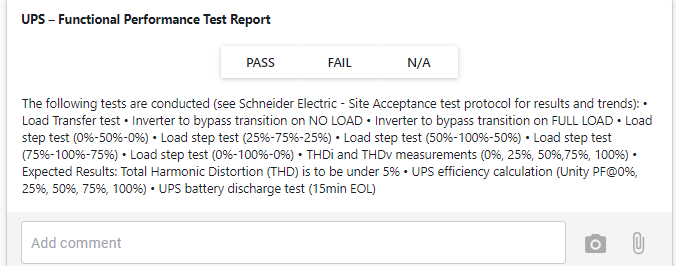 UPS – Functional Performance Test Report
PASS FAIL N/A
The following tests are conducted (see Schneider Electric - Site Acceptance test protocol for results and trends): •
Load Transfer test • Inverter to bypass transition on NO LOAD • Inverter to bypass transition on FULL LOAD • Load
step test (0%-50%-0%) • Load step test (25%-75%-25%) • Load step test (50%-100%-50%) • Load step test
(75%-100%-75%) • Load step test (0%-100%-0%) • THDi and THDv measurements (0%, 25%, 50%,75%, 100%) •
Expected Results: Total Harmonic Distortion (THD) is to be under 5% • UPS efficiency calculation (Unity PF@0%,
25%, 50%, 75%, 100%) • UPS battery discharge test (15min EOL)
Add comment